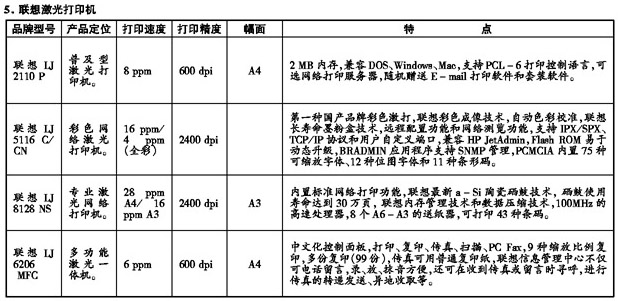 5、联想激光打印机
品牌型号 产品定位 打印速度 打印精度 幅面 特 点
联想 LJ 2110 P 普及型激光打印机。 8 ppm 600 dpi A4 2 MB 内存,兼容 DOS、Windows、Mac,支持 PCL-6 打印控制语言,可
选网络打印服务器,随机赠送 E-mail 打印软件和套装软件。
联想 LJ 5116 C/CN 彩色网络激光打印机。 16 ppm/4 ppm (全彩) 2400 dpi 第一种国产品牌彩色激打,联想彩色成像技术,自动色彩校准,联想
长寿命墨粉盒技术,远程配置功能和网络浏览功能,支持 IPX/SPX、
TCP/IP 协议和用户自定义端口,兼容 HP JetAdmin,Flash ROM 易于
动态升级,BRADMIN 应用程序支持 SNMP 管理,PCMCIA 内置 75 种
可缩放字体、12 种位图字体和 11 种条形码。
联想 LJ 8128 NS 专业激光网络打印机。 28 ppm A4/ 16 ppm A3 2400 dpi A3 内置标准网络打印功能,联想最新 a-Si 陶瓷硒鼓技术,硒鼓使用
寿命达到 30 万页,联想内存管理技术和数据压缩技术,100MHz 的
高速处理器,8 个 A6-A3 的送纸器,可打印 43 种条码。
联想 LJ 6206 MFC 多功能激光一体机。 6 ppm 600 dpi A4 中文化控制面板,打印、复印、传真、扫描、PC Fax,9 种缩放比例复
印,多份复印(99 份),传真可用普通复印纸,联想信息管理中心不仅
可电话留言,录、放、抹音方便,还可在收到传真或留言时寻呼,进行
传真的转递发送、异地收取等。